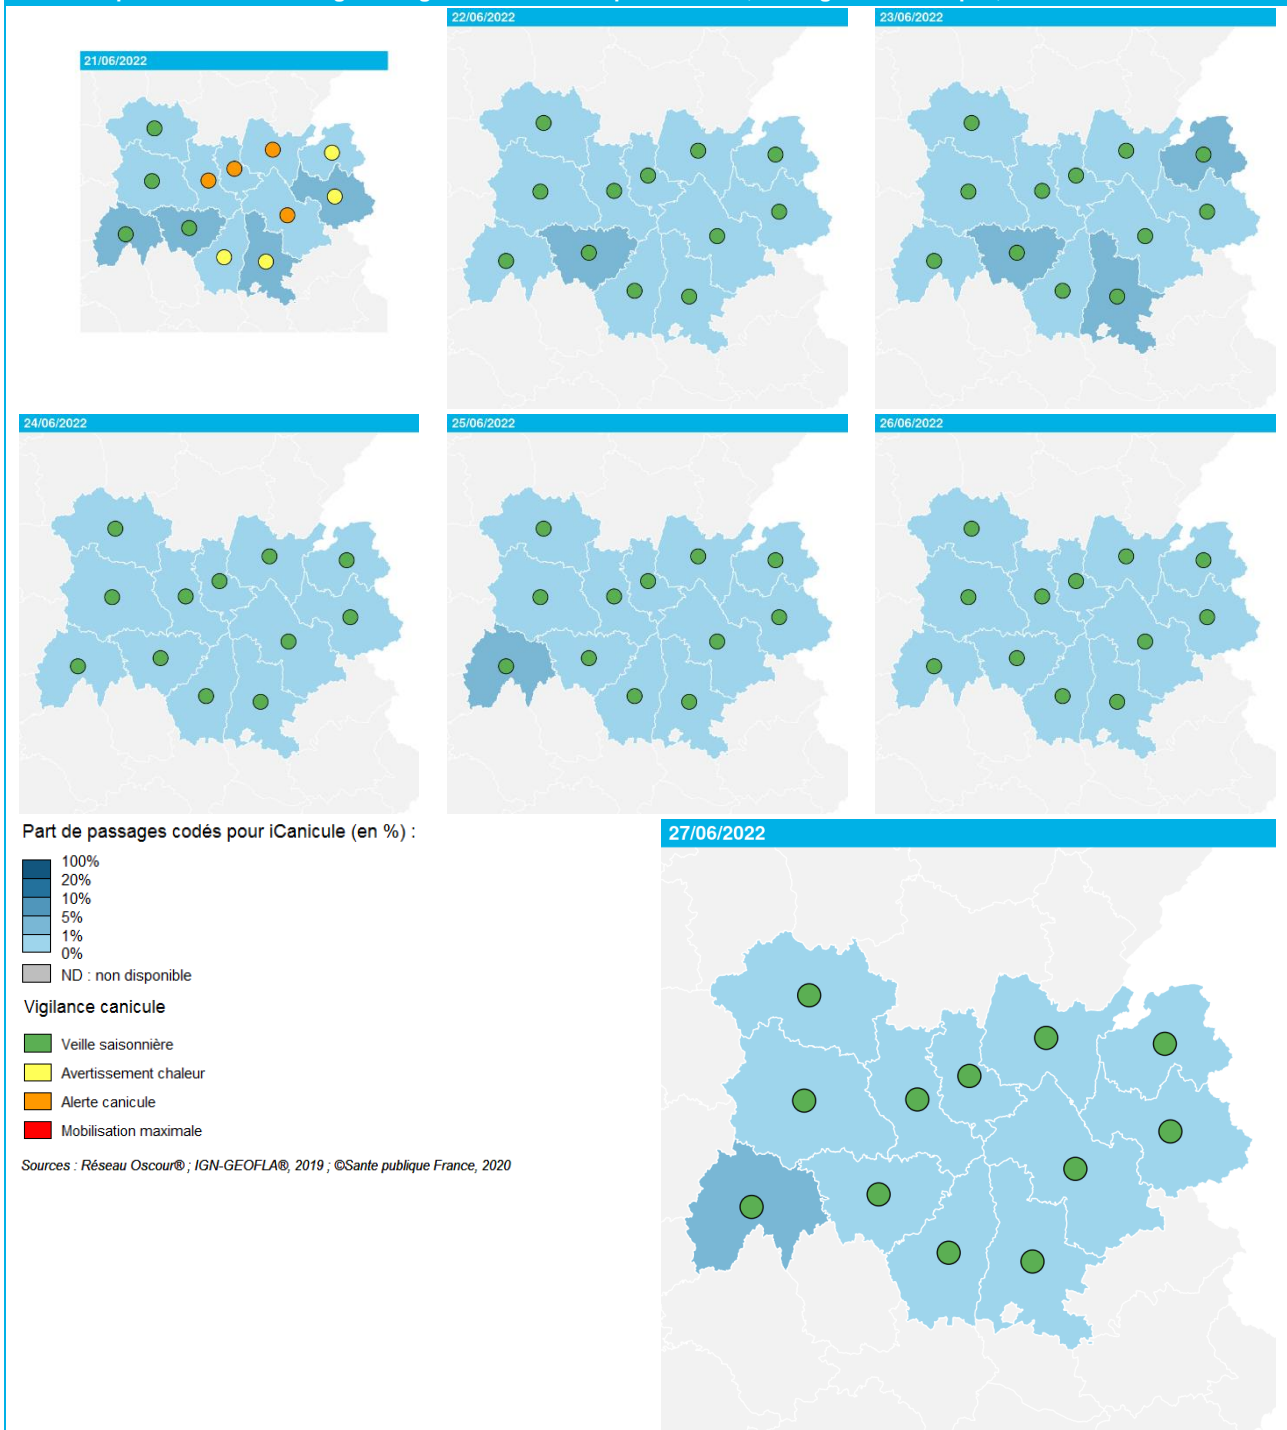 22/06/2022
23/06/2022
21/06/2022
24/06/2022
25/06/2022
26/06/2022
Part de passages codés pour iCanicule (en %) :
100%
20%
10%
5%
1%
0%
ND : non disponible
Vigilance canicule
Veille saisonnière
Avertissement chaleur
Alerte canicule
Mobilisation maximale
Sources : Réseau Oscour® ; IGN-GEOFLA®, 2019 ; ©Sante publique France, 2020
27/06/2022